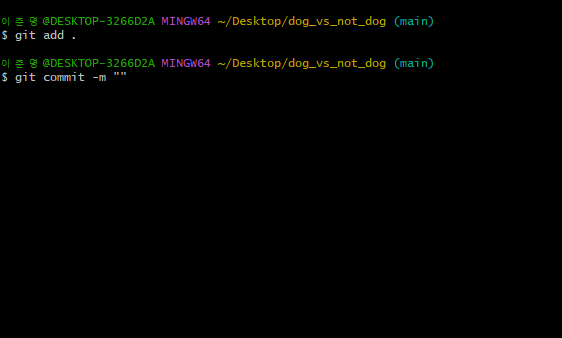 이준명@DESKTOP-3266D2A MINGW64 ~/Desktop/dog_vs_not_dog (main)
$ git add .
이준명@DESKTOP-3266D2A MINGW64 ~/Desktop/dog_vs_not_dog (main)
$ git commit -m ""